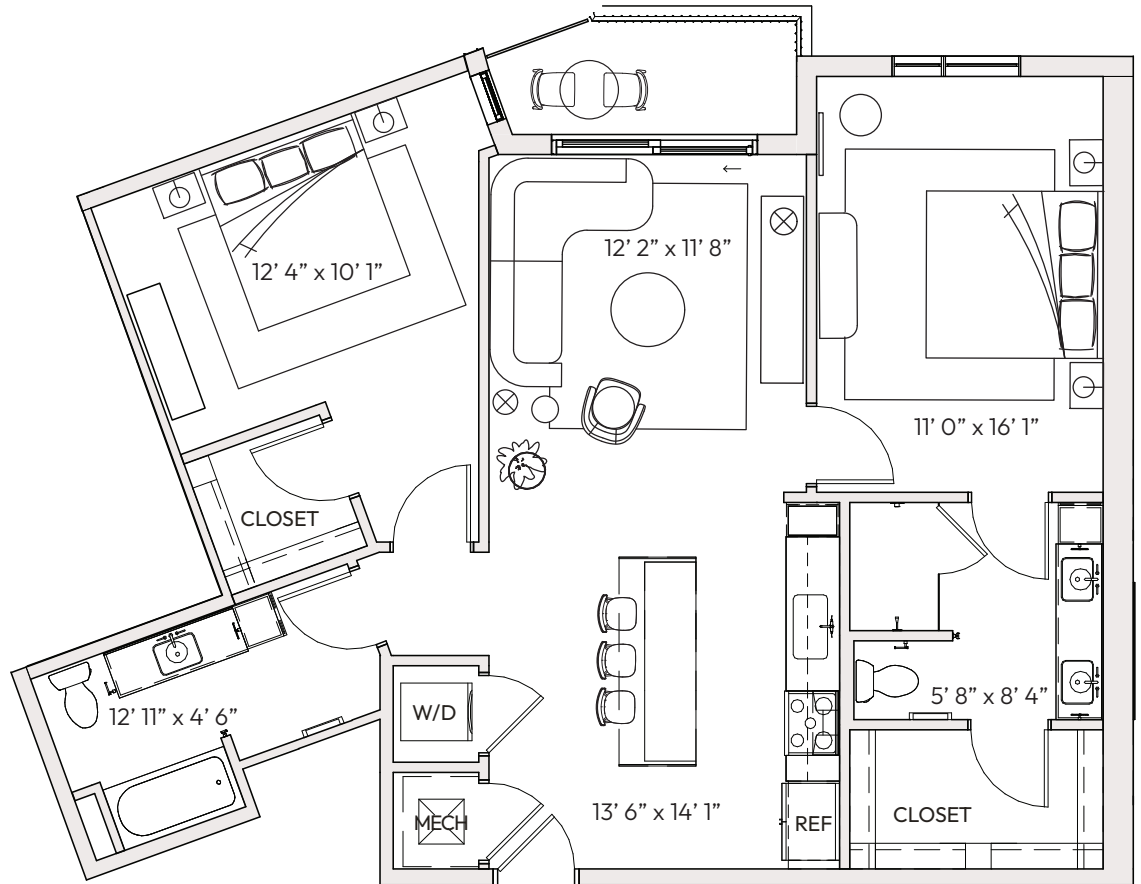 12’ 4” x 10’ 1”
12’ 2” x 11’ 8”
11’ 0” x 16’ 1”
CLOSET
5’ 8” x 8’ 4”
12’ 11” x 4’ 6”
W/D
MECH
13’ 6” x 14’ 1”
REF
CLOSET